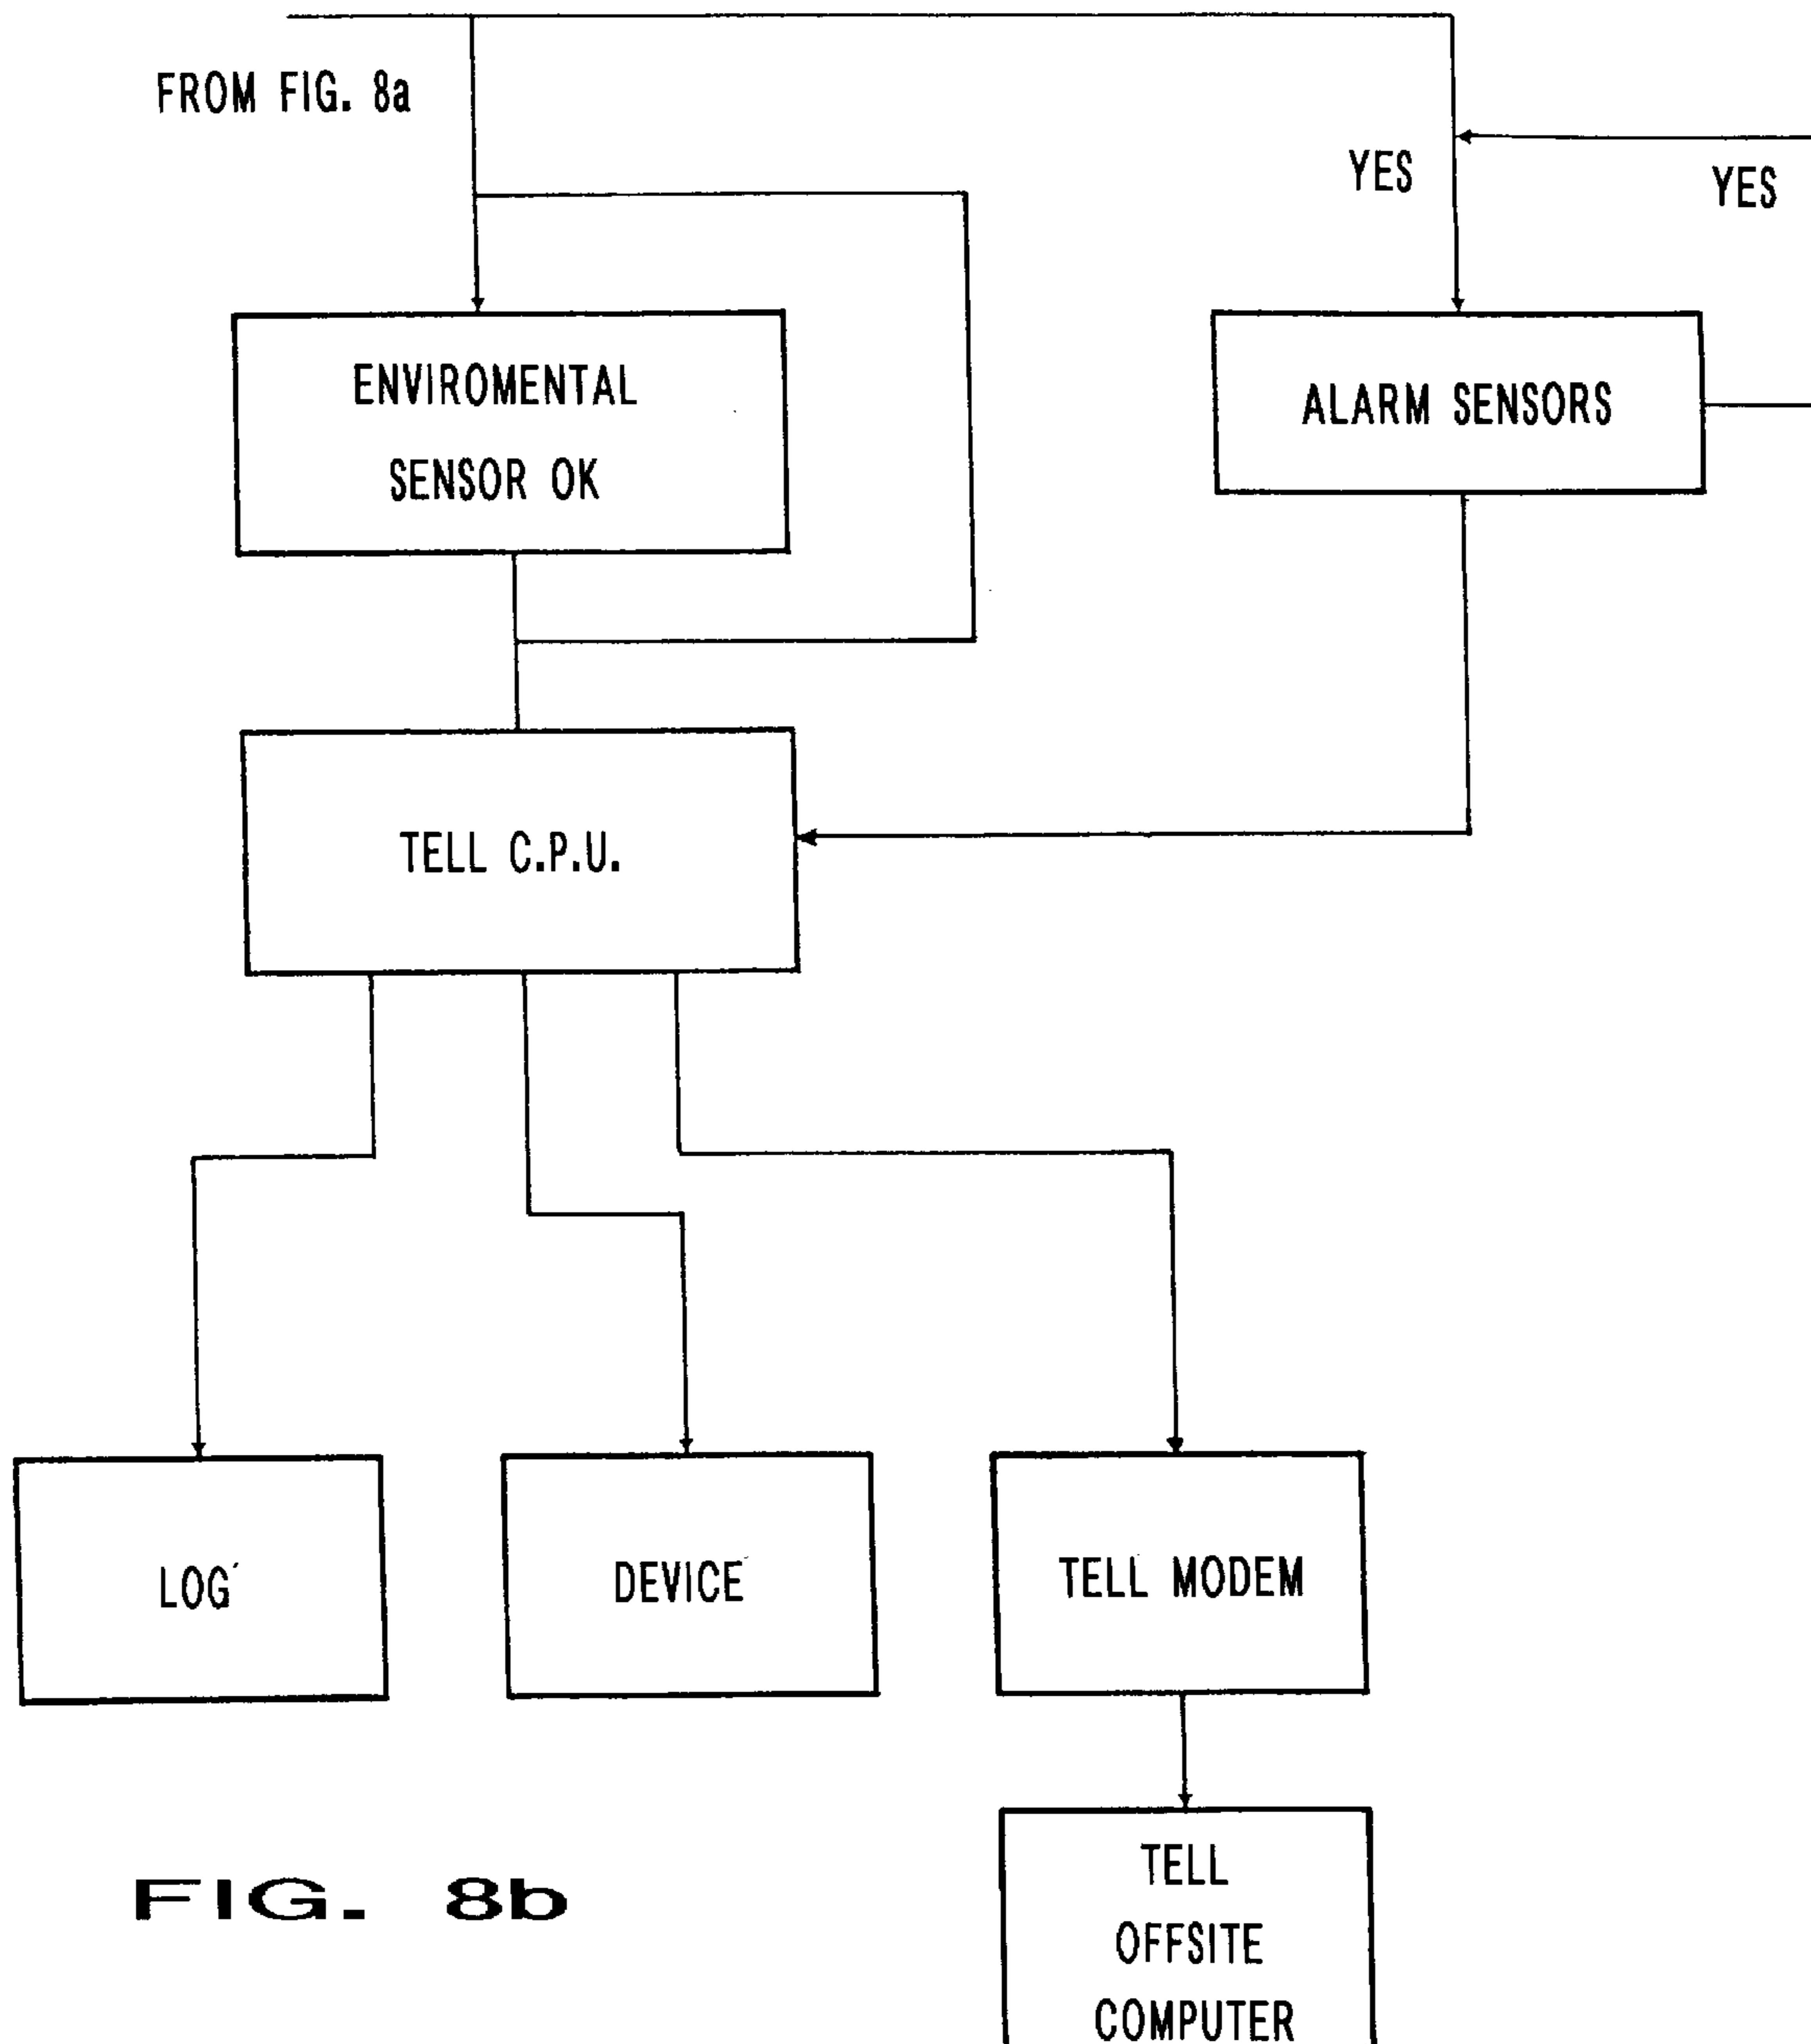 FROM FIG. 8a
YES
YES
ENVIROMENTAL
SENSOR OK
ALARM SENSORS
TELL C.P.U.
LOG
DEVICE
TELL MODEM
TELL
OFFSITE
COMPUTER
FIG. 8b